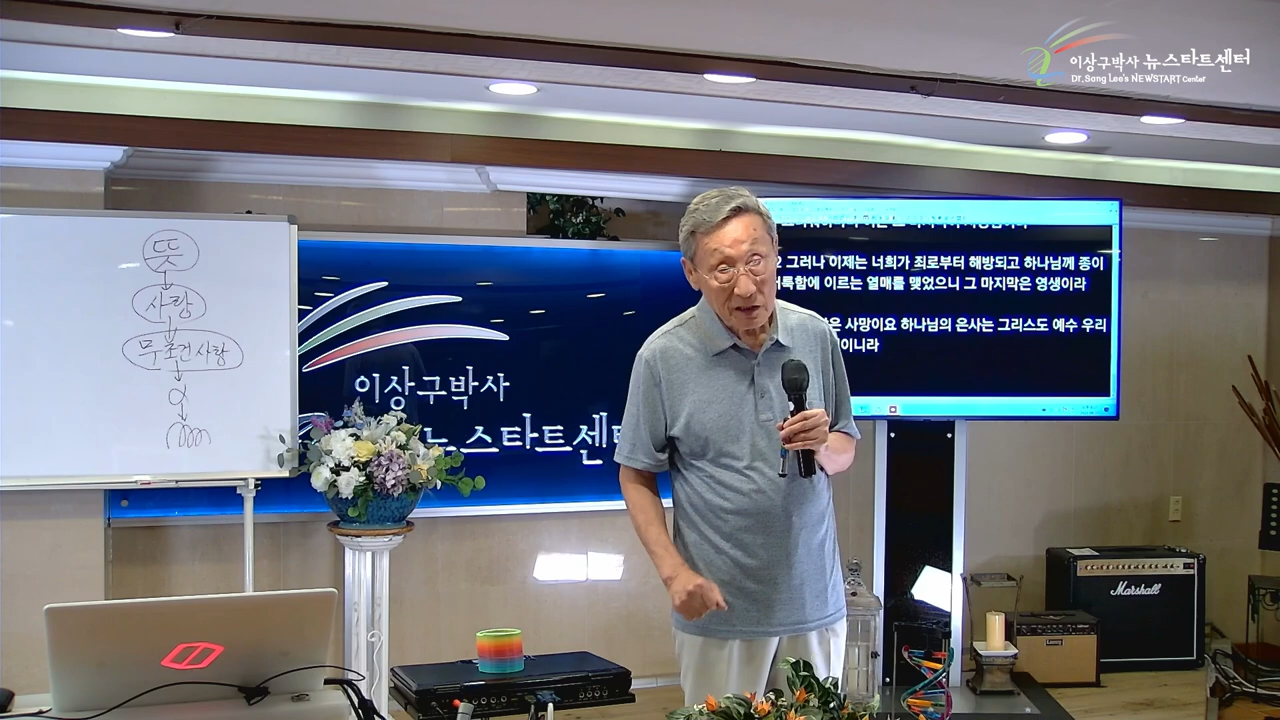 이상구박사 뉴스타트센터
Dr. Sang Lee's NEWSTART Center
뜻
사랑
무조건 사랑
α
이상구박사
뉴스타트센터
2 그러나 이제는 너희가 죄로부터 해방되고 하나님께 종이
이르는 열매를 맺었으니 그 마지막은 영생이라
사망이요 하나님의 은사는 그리스도 예수 우리
이니라
Marshall
Laney